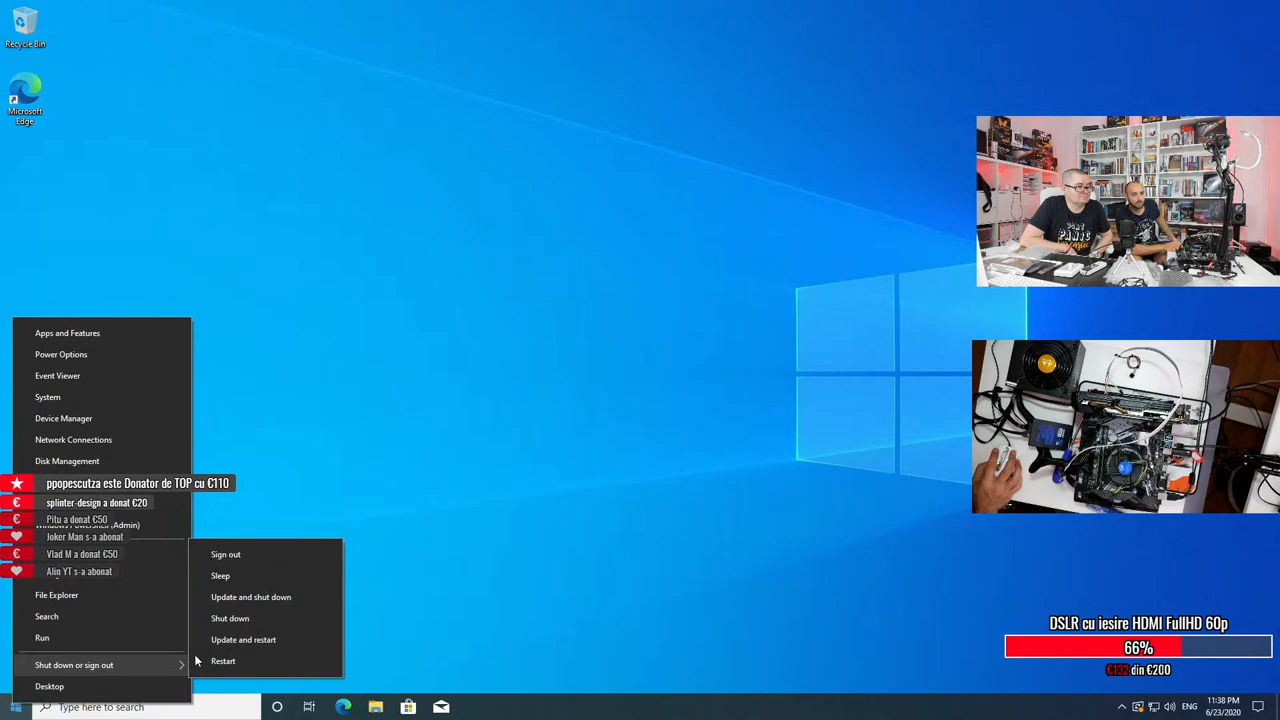 Recycle Bin
Microsoft
Edge
DON'T
PANIC
Apps and Features
Power Options
Event Viewer
System
Device Manager
Network Connections
Disk Management
ppopescutza este Donator de TOP cu €110
splinter-design a donat €20
Pitu a donat €50
(Admin)
Joker Man s-a abonat
Vlad M a donat €50
Alin YT s-a abonat
File Explorer
Search
Run
Shut down or sign out
Desktop
Sign out
Sleep
Update and shut down
Shut down
Update and restart
Restart
DSLR cu iesire HDMI FullHD 60p
66%
€132 din €200
Type here to search
ENG
11:38 PM
6/23/2020